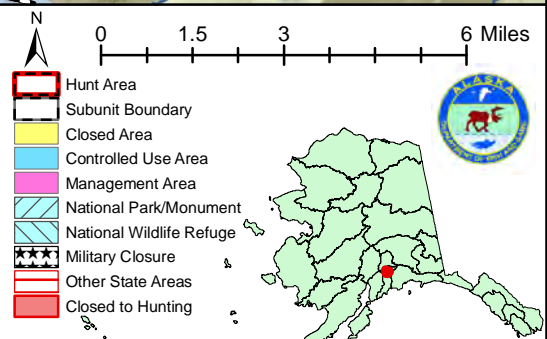 N
0 1.5 3 6 Miles
Hunt Area
Subunit Boundary
Closed Area
Controlled Use Area
Management Area
National Park/Monument
National Wildlife Refuge
Military Closure
Other State Areas
Closed to Hunting
ALASKA